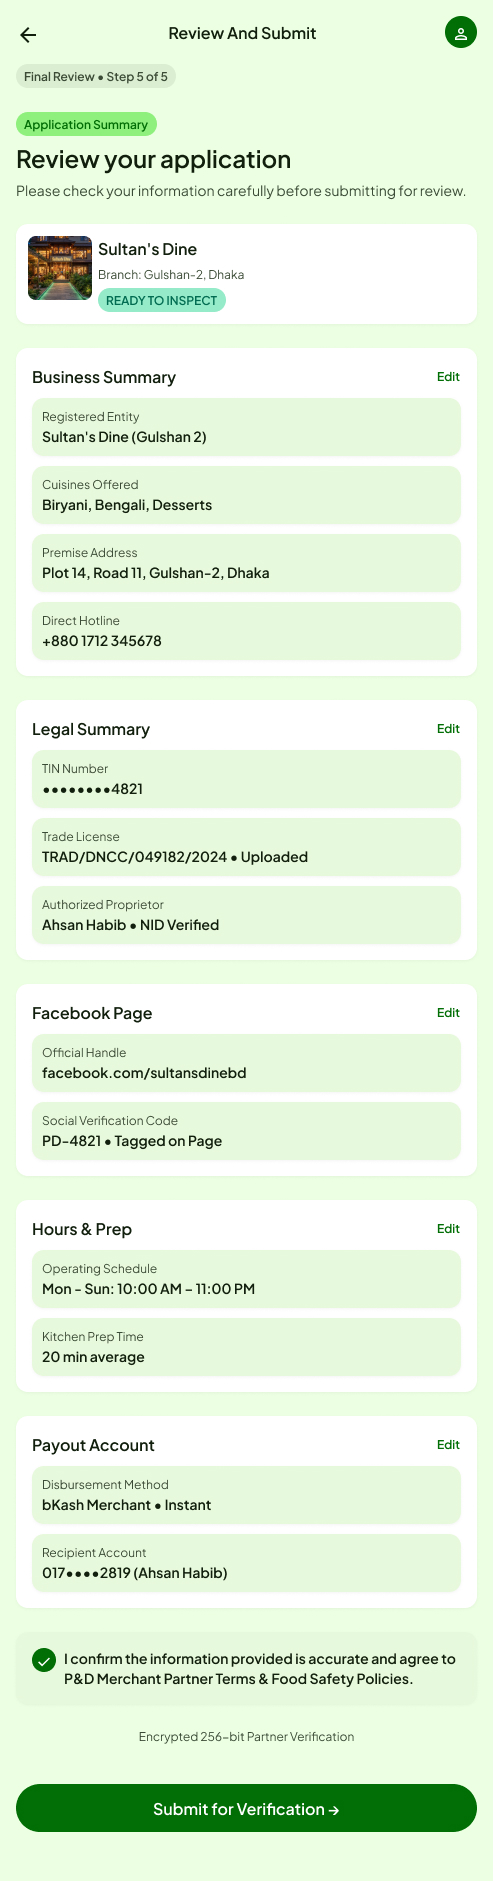 Review And Submit
Final Review • Step 5 of 5
Application Summary
Review your application
Please check your information carefully before submitting for review.
Sultan's Dine
Branch: Gulshan-2, Dhaka
READY TO INSPECT
Business Summary
Edit
Registered Entity
Sultan's Dine (Gulshan 2)
Cuisines Offered
Biryani, Bengali, Desserts
Premise Address
Plot 14, Road 11, Gulshan-2, Dhaka
Direct Hotline
+880 1712 345678
Legal Summary
Edit
TIN Number
••••••••4821
Trade License
TRAD/DNCC/049182/2024 • Uploaded
Authorized Proprietor
Ahsan Habib • NID Verified
Facebook Page
Edit
Official Handle
facebook.com/sultansdinebd
Social Verification Code
PD-4821 • Tagged on Page
Hours & Prep
Edit
Operating Schedule
Mon - Sun: 10:00 AM – 11:00 PM
Kitchen Prep Time
20 min average
Payout Account
Edit
Disbursement Method
bKash Merchant • Instant
Recipient Account
017••••2819 (Ahsan Habib)
I confirm the information provided is accurate and agree to
P&D Merchant Partner Terms & Food Safety Policies.
Encrypted 256-bit Partner Verification
Submit for Verification →